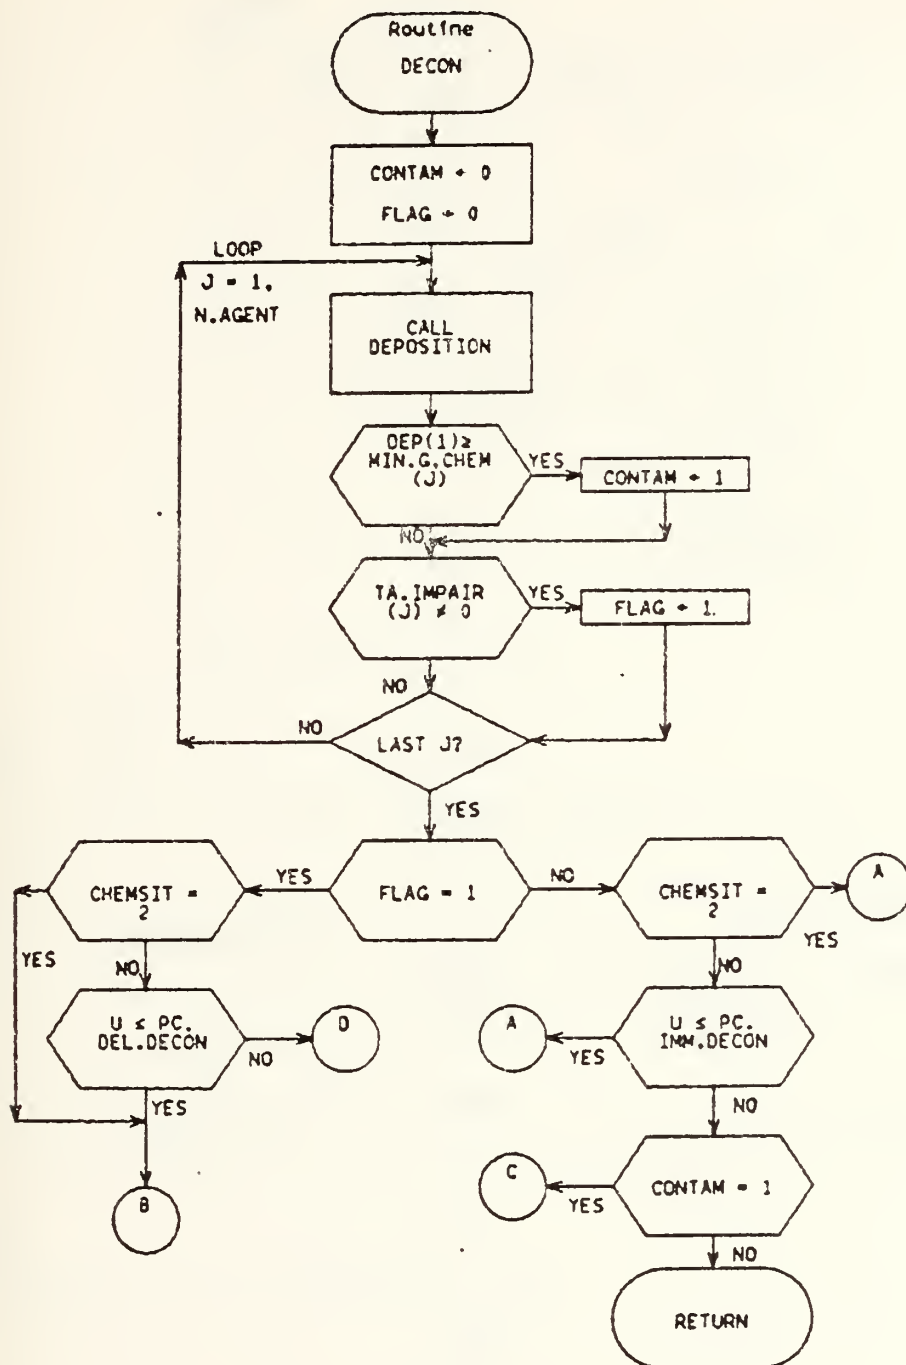 Routine
DECON
CONTAM ← 0
FLAG ← 0
LOOP
J = 1,
N.AGENT
CALL
DEPOSITION
DEP(1)≥
MIN.G.CHEM
(J)
YES
CONTAM ← 1
NO
TA.IMPAIR
(J) ≠ 0
YES
FLAG ← 1.
NO
NO
LAST J?
YES
CHEMSIT =
2
YES
FLAG = 1
NO
CHEMSIT =
2
A
YES
YES
NO
NO
U ≤ PC.
DEL.DECON
NO
D
A
YES
U ≤ PC.
IMM.DECON
YES
NO
B
C
YES
CONTAM = 1
NO
RETURN